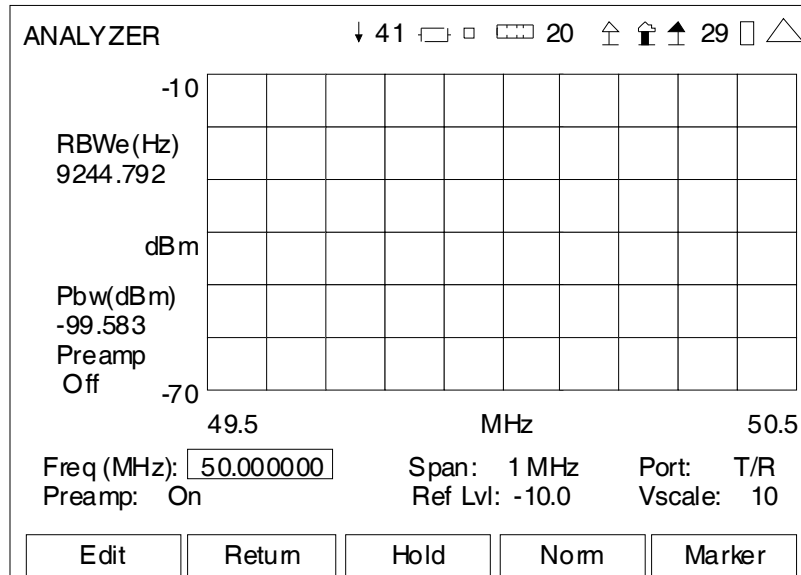 ANALYZER ↓ 41 20 29
-10
RBWe(Hz)
9244.792
dBm
Pbw(dBm)
-99.583
Preamp
Off
-70
49.5 MHz 50.5
Freq (MHz): 50.000000 Span: 1 MHz Port: T/R
Preamp: On Ref Lvl: -10.0 Vscale: 10
Edit Return Hold Norm Marker